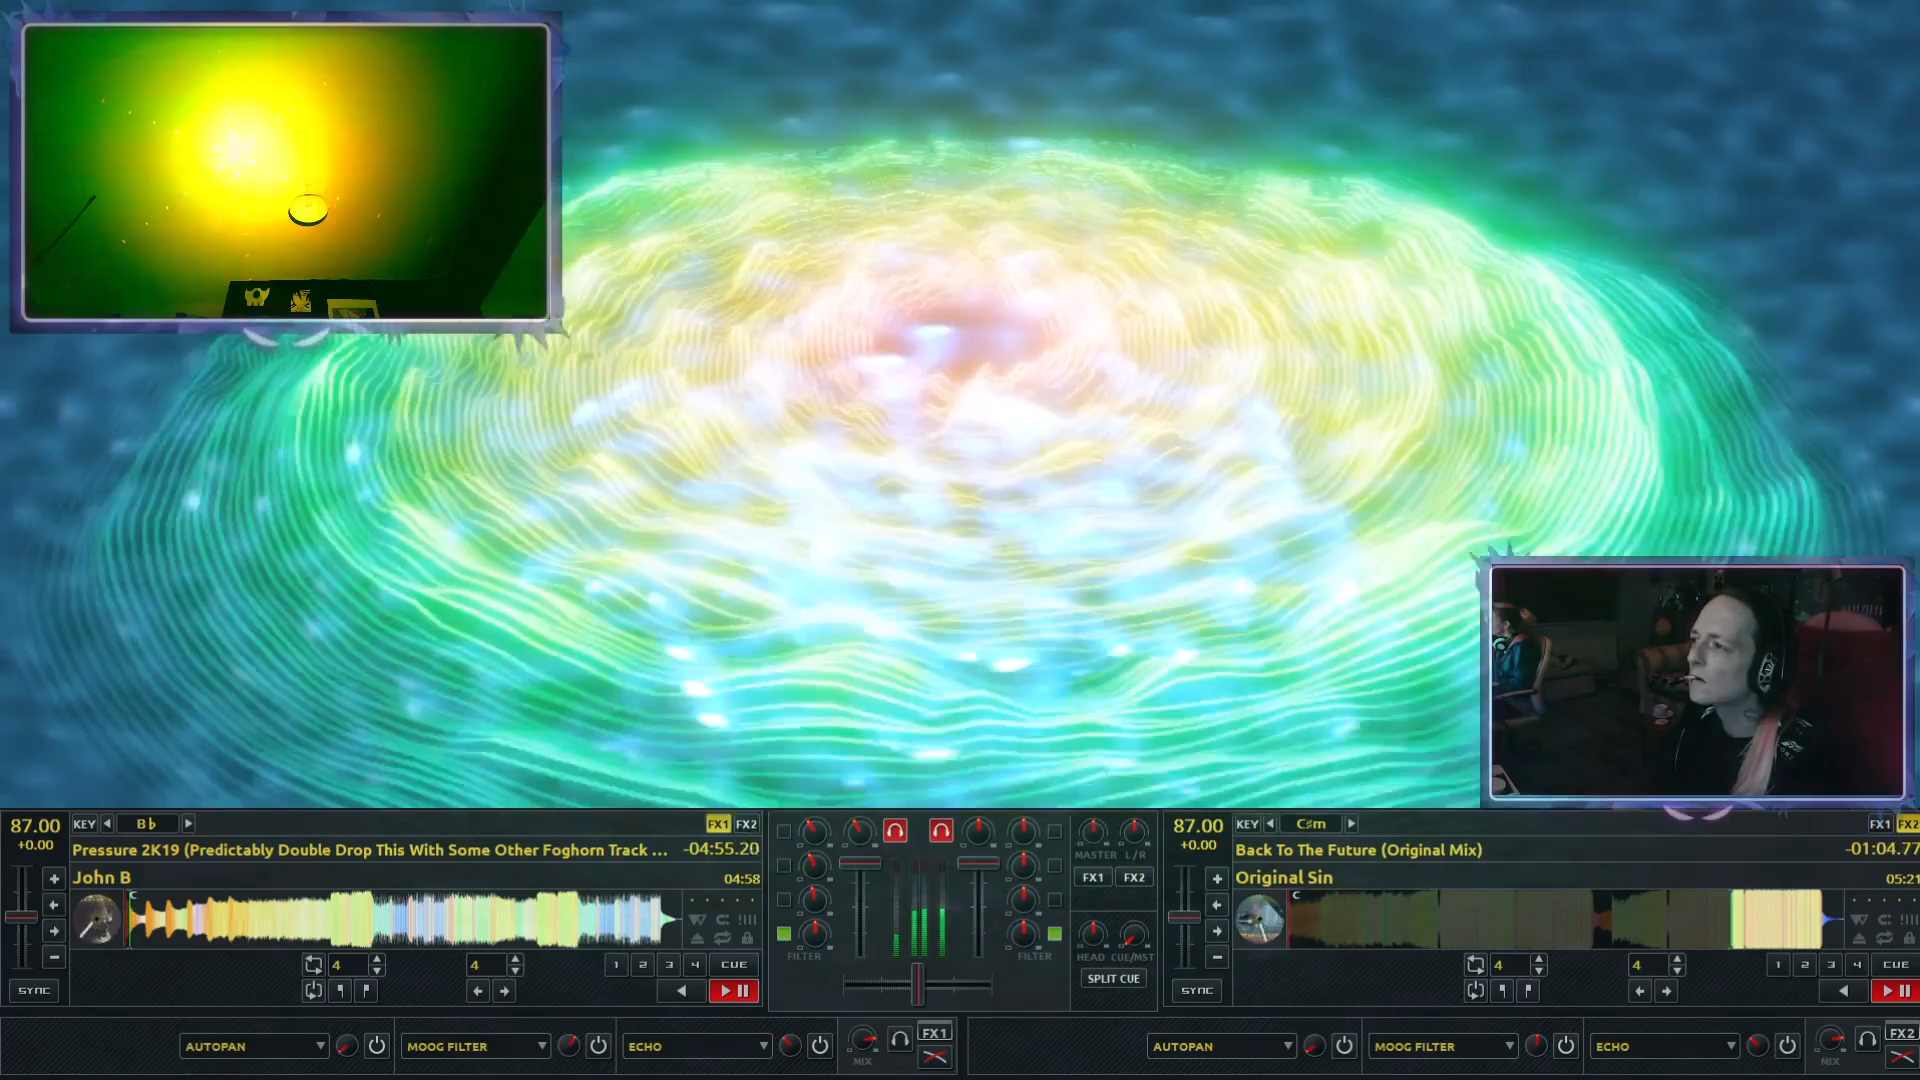 87.00
+0.00
KEY
B♭
FX1 FX2
Pressure 2K19 (Predictably Double Drop This With Some Other Foghorn Track ...
-04:55.20
John B
04:58
C
4
4
1 2 3 4 CUE
SYNC
FILTER
FILTER
MASTER L/R
FX1 FX2
HEAD CUE/MST
SPLIT CUE
87.00
+0.00
KEY
C♯m
FX1 FX2
Back To The Future (Original Mix)
-01:04.77
Original Sin
05:21
C
4
4
1 2 3 4 CUE
SYNC
AUTOPAN
MOOG FILTER
ECHO
MIX
FX1
AUTOPAN
MOOG FILTER
ECHO
MIX
FX2